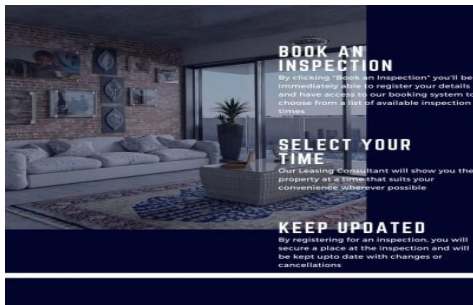 BOOK AN
INSPECTION
By clicking "Book an Inspection" you'll be
immediately able to register your details
and have access to our booking system to
choose from a list of available inspection
times
SELECT YOUR
TIME
Our Leasing Consultant will show you the
property at a time that suits your
convenience wherever possible
KEEP UPDATED
By registering for an inspection, you will
secure a place at the inspection and will
be kept upto date with changes or
cancellations